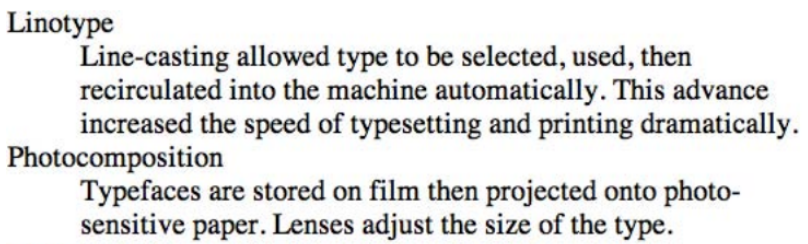 Linotype
Line-casting allowed type to be selected, used, then
recirculated into the machine automatically. This advance
increased the speed of typesetting and printing dramatically.
Photocomposition
Typefaces are stored on film then projected onto photo-
sensitive paper. Lenses adjust the size of the type.